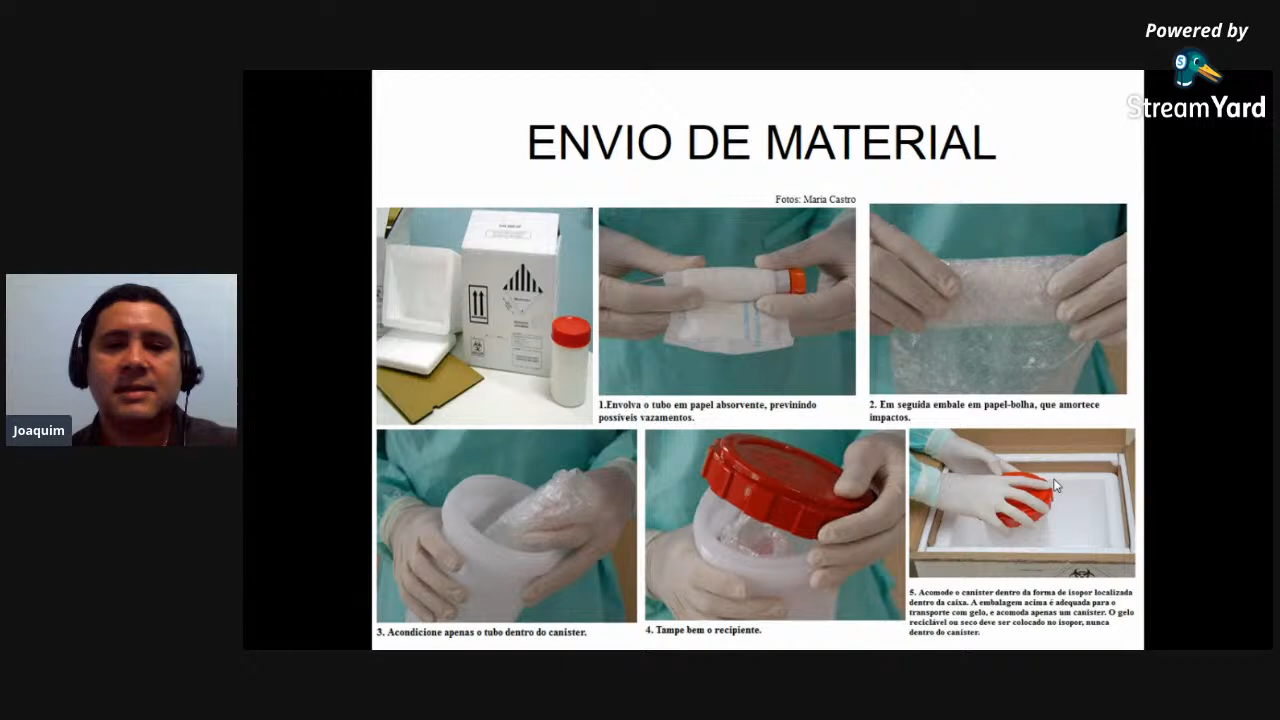 Powered by
StreamYard
ENVIO DE MATERIAL
Fotos: Maria Castro
1.Envolva o tubo em papel absorvente, previnindo
possíveis vazamentos.
2. Em seguida embale em papel-bolha, que amortece
impactos.
Joaquim
3. Acondicione apenas o tubo dentro do canister.
4. Tampe bem o recipiente.
5. Acomode o canister dentro da forma de isopor localizada
dentro da caixa. A embalagem acima é adequada para o
transporte com gelo, e acomoda apenas um canister. O gelo
reciclável ou seco deve ser colocado no isopor, nunca
dentro do canister.